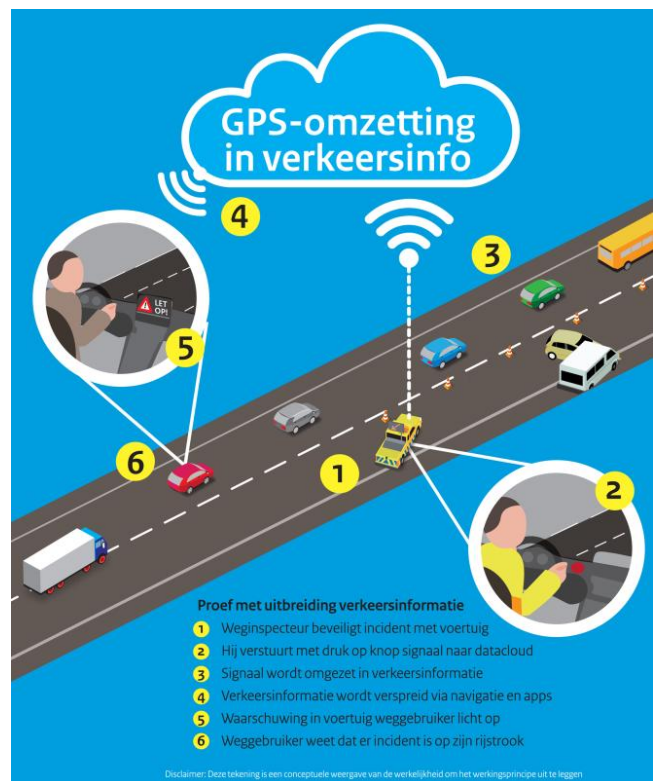 GPS-omzetting
in verkeersinfo
4
3
LET
OP!
5
6
1
2
Proef met uitbreiding verkeersinformatie
1 Weginspecteur beveiligt incident met voertuig
2 Hij verstuurt met druk op knop signaal naar datacloud
3 Signaal wordt omgezet in verkeersinformatie
4 Verkeersinformatie wordt verspreid via navigatie en apps
5 Waarschuwing in voertuig weggebruiker licht op
6 Weggebruiker weet dat er incident is op zijn rijstrook
Disclaimer: Deze tekening is een conceptuele weergave van de werkelijkheid om het werkingsprincipe uit te leggen